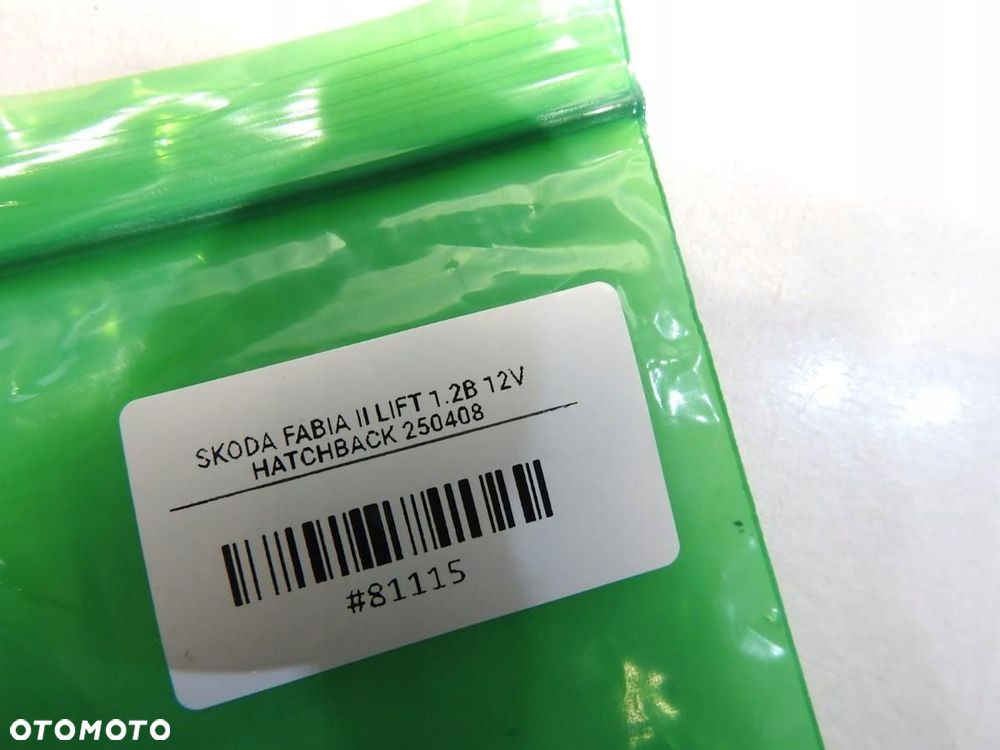 SKODA FABIA II LIFT 1.2B 12V
HATCHBACK 250408
#81115
OTOMOTO